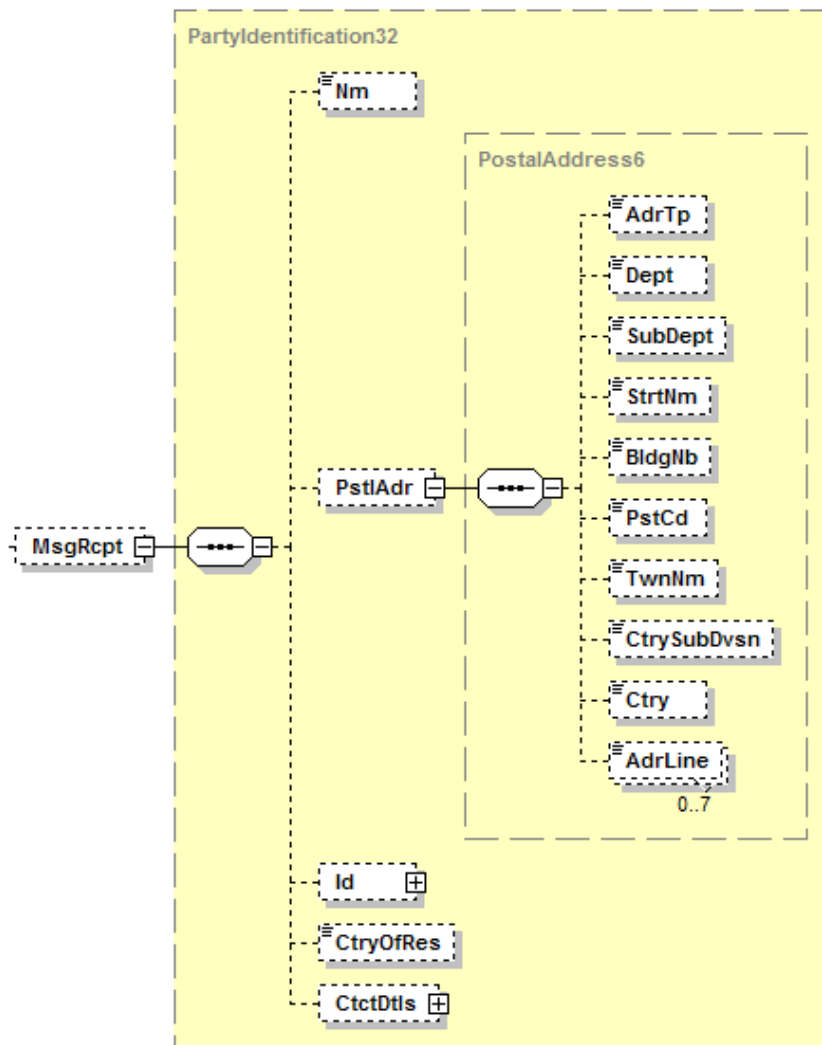 PartyIdentification32
Nm
PostalAddress6
AdrTp
Dept
SubDept
StrtNm
BldgNb
PstlAdr
PstCd
MsgRcpt
TwnNm
CtrySubDvsn
Ctry
AdrLine
0..7
Id
CtryOfRes
CtctDtls